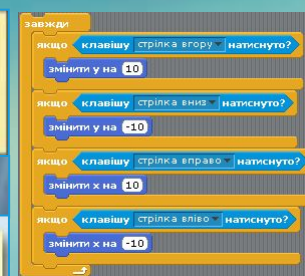 завжди
якщо клавішу стрілка вгору натиснуто?
змінити y на 10
якщо клавішу стрілка вниз натиснуто?
змінити y на -10
якщо клавішу стрілка вправо натиснуто?
змінити x на 10
якщо клавішу стрілка вліво натиснуто?
змінити x на -10